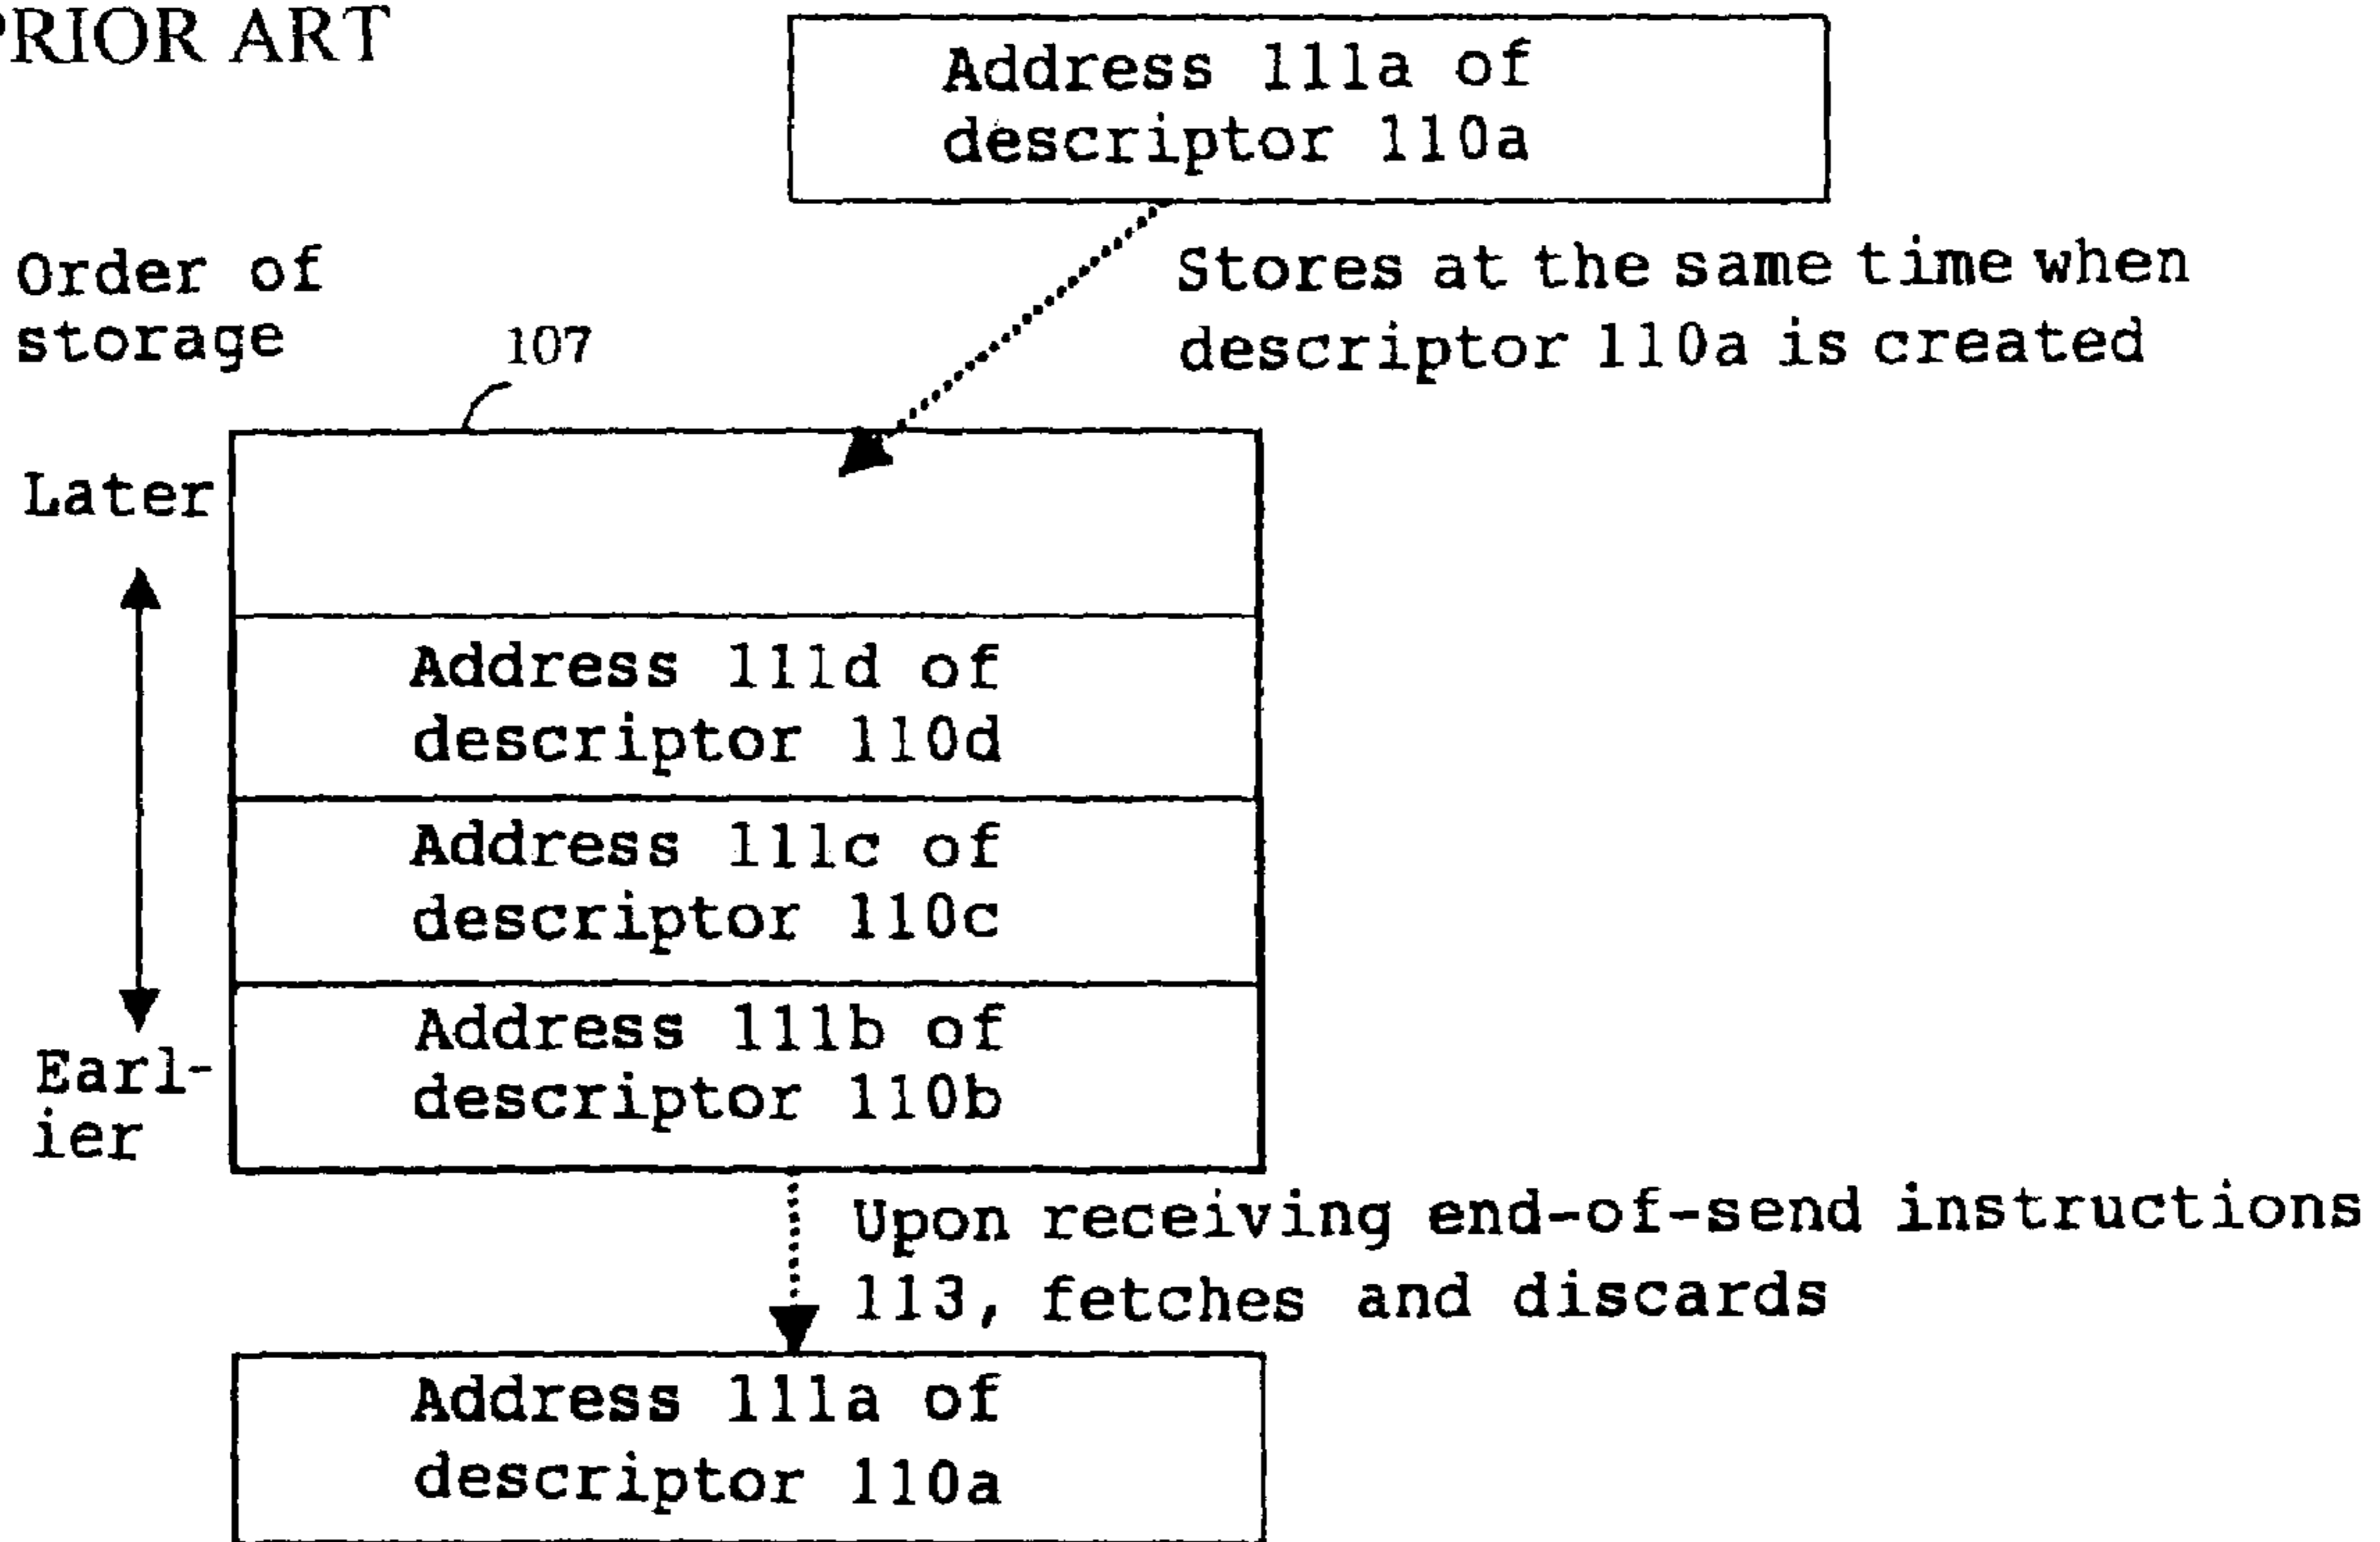 PRIOR ART
Address 111a of
descriptor 110a
Order of
storage
107
Stores at the same time when
descriptor 110a is created
Later
Address 111d of
descriptor 110d
Address 111c of
descriptor 110c
Address 111b of
descriptor 110b
Earl-
ier
Upon receiving end-of-send instructions
113, fetches and discards
Address 111a of
descriptor 110a